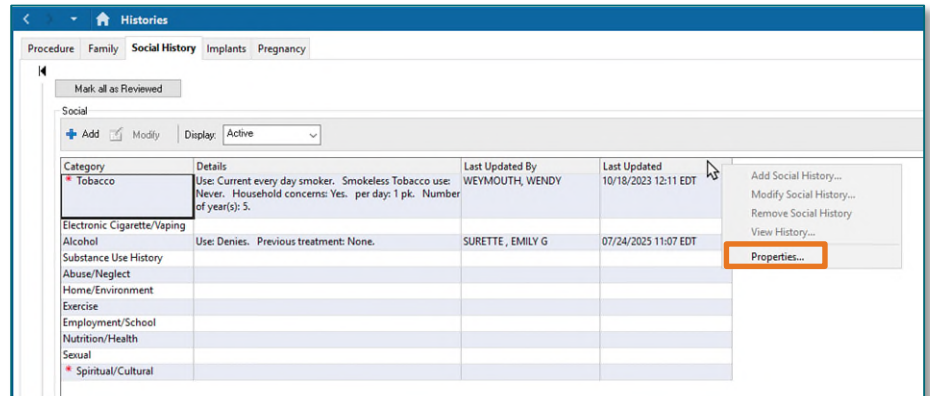 Histories
Procedure Family Social History Implants Pregnancy
Mark all as Reviewed
Social
Add Modify Display: Active
Category Details Last Updated By Last Updated
* Tobacco Use: Current every day smoker. Smokeless Tobacco use: WEYMOUTH, WENDY 10/18/2023 12:11 EDT
Never. Household concerns: Yes. per day: 1 pk. Number
of year(s): 5.
Electronic Cigarette/Vaping
Alcohol Use: Denies. Previous treatment: None. SURETTE , EMILY G 07/24/2025 11:07 EDT
Substance Use History
Abuse/Neglect
Home/Environment
Exercise
Employment/School
Nutrition/Health
Sexual
* Spiritual/Cultural
Add Social History...
Modify Social History...
Remove Social History
View History...
Properties...